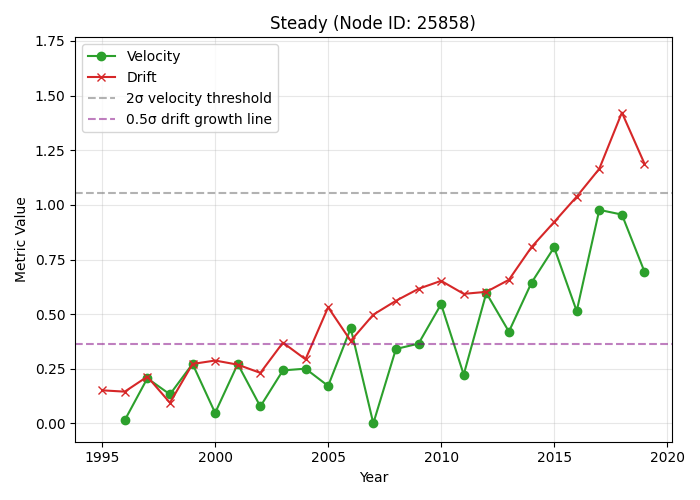 Steady (Node ID: 25858)
Velocity
Drift
2σ velocity threshold
0.5σ drift growth line
Metric Value
1.75
1.50
1.25
1.00
0.75
0.50
0.25
0.00
1995 2000 2005 2010 2015 2020
Year